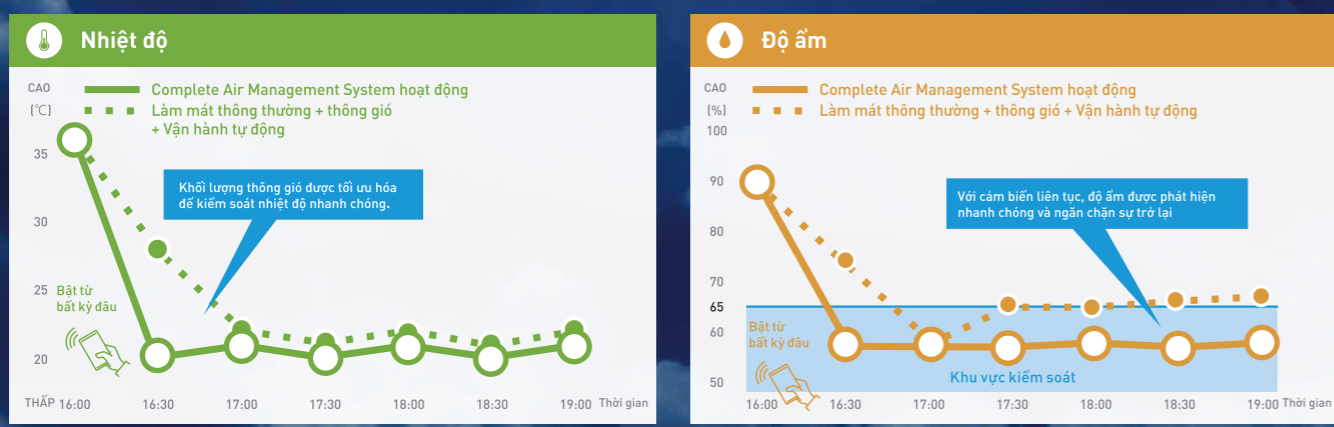 Nhiệt độ
CAO
(℃)
Complete Air Management System hoạt động
Làm mát thông thường + thông gió
+ Vận hành tự động
35
30
25
20
Khối lượng thông gió được tối ưu hóa
để kiểm soát nhiệt độ nhanh chóng.
Bật từ
bất kỳ đâu
THẤP 16:00 16:30 17:00 17:30 18:00 18:30 19:00 Thời gian
Độ ẩm
CAO
(%)
Complete Air Management System hoạt động
Làm mát thông thường + thông gió + Vận hành tự động
100
90
80
70
65
60
50
Với cảm biến liên tục, độ ẩm được phát hiện
nhanh chóng và ngăn chặn sự trở lại
Bật từ
bất kỳ đâu
Khu vực kiểm soát
16:00 16:30 17:00 17:30 18:00 18:30 19:00 Thời gian